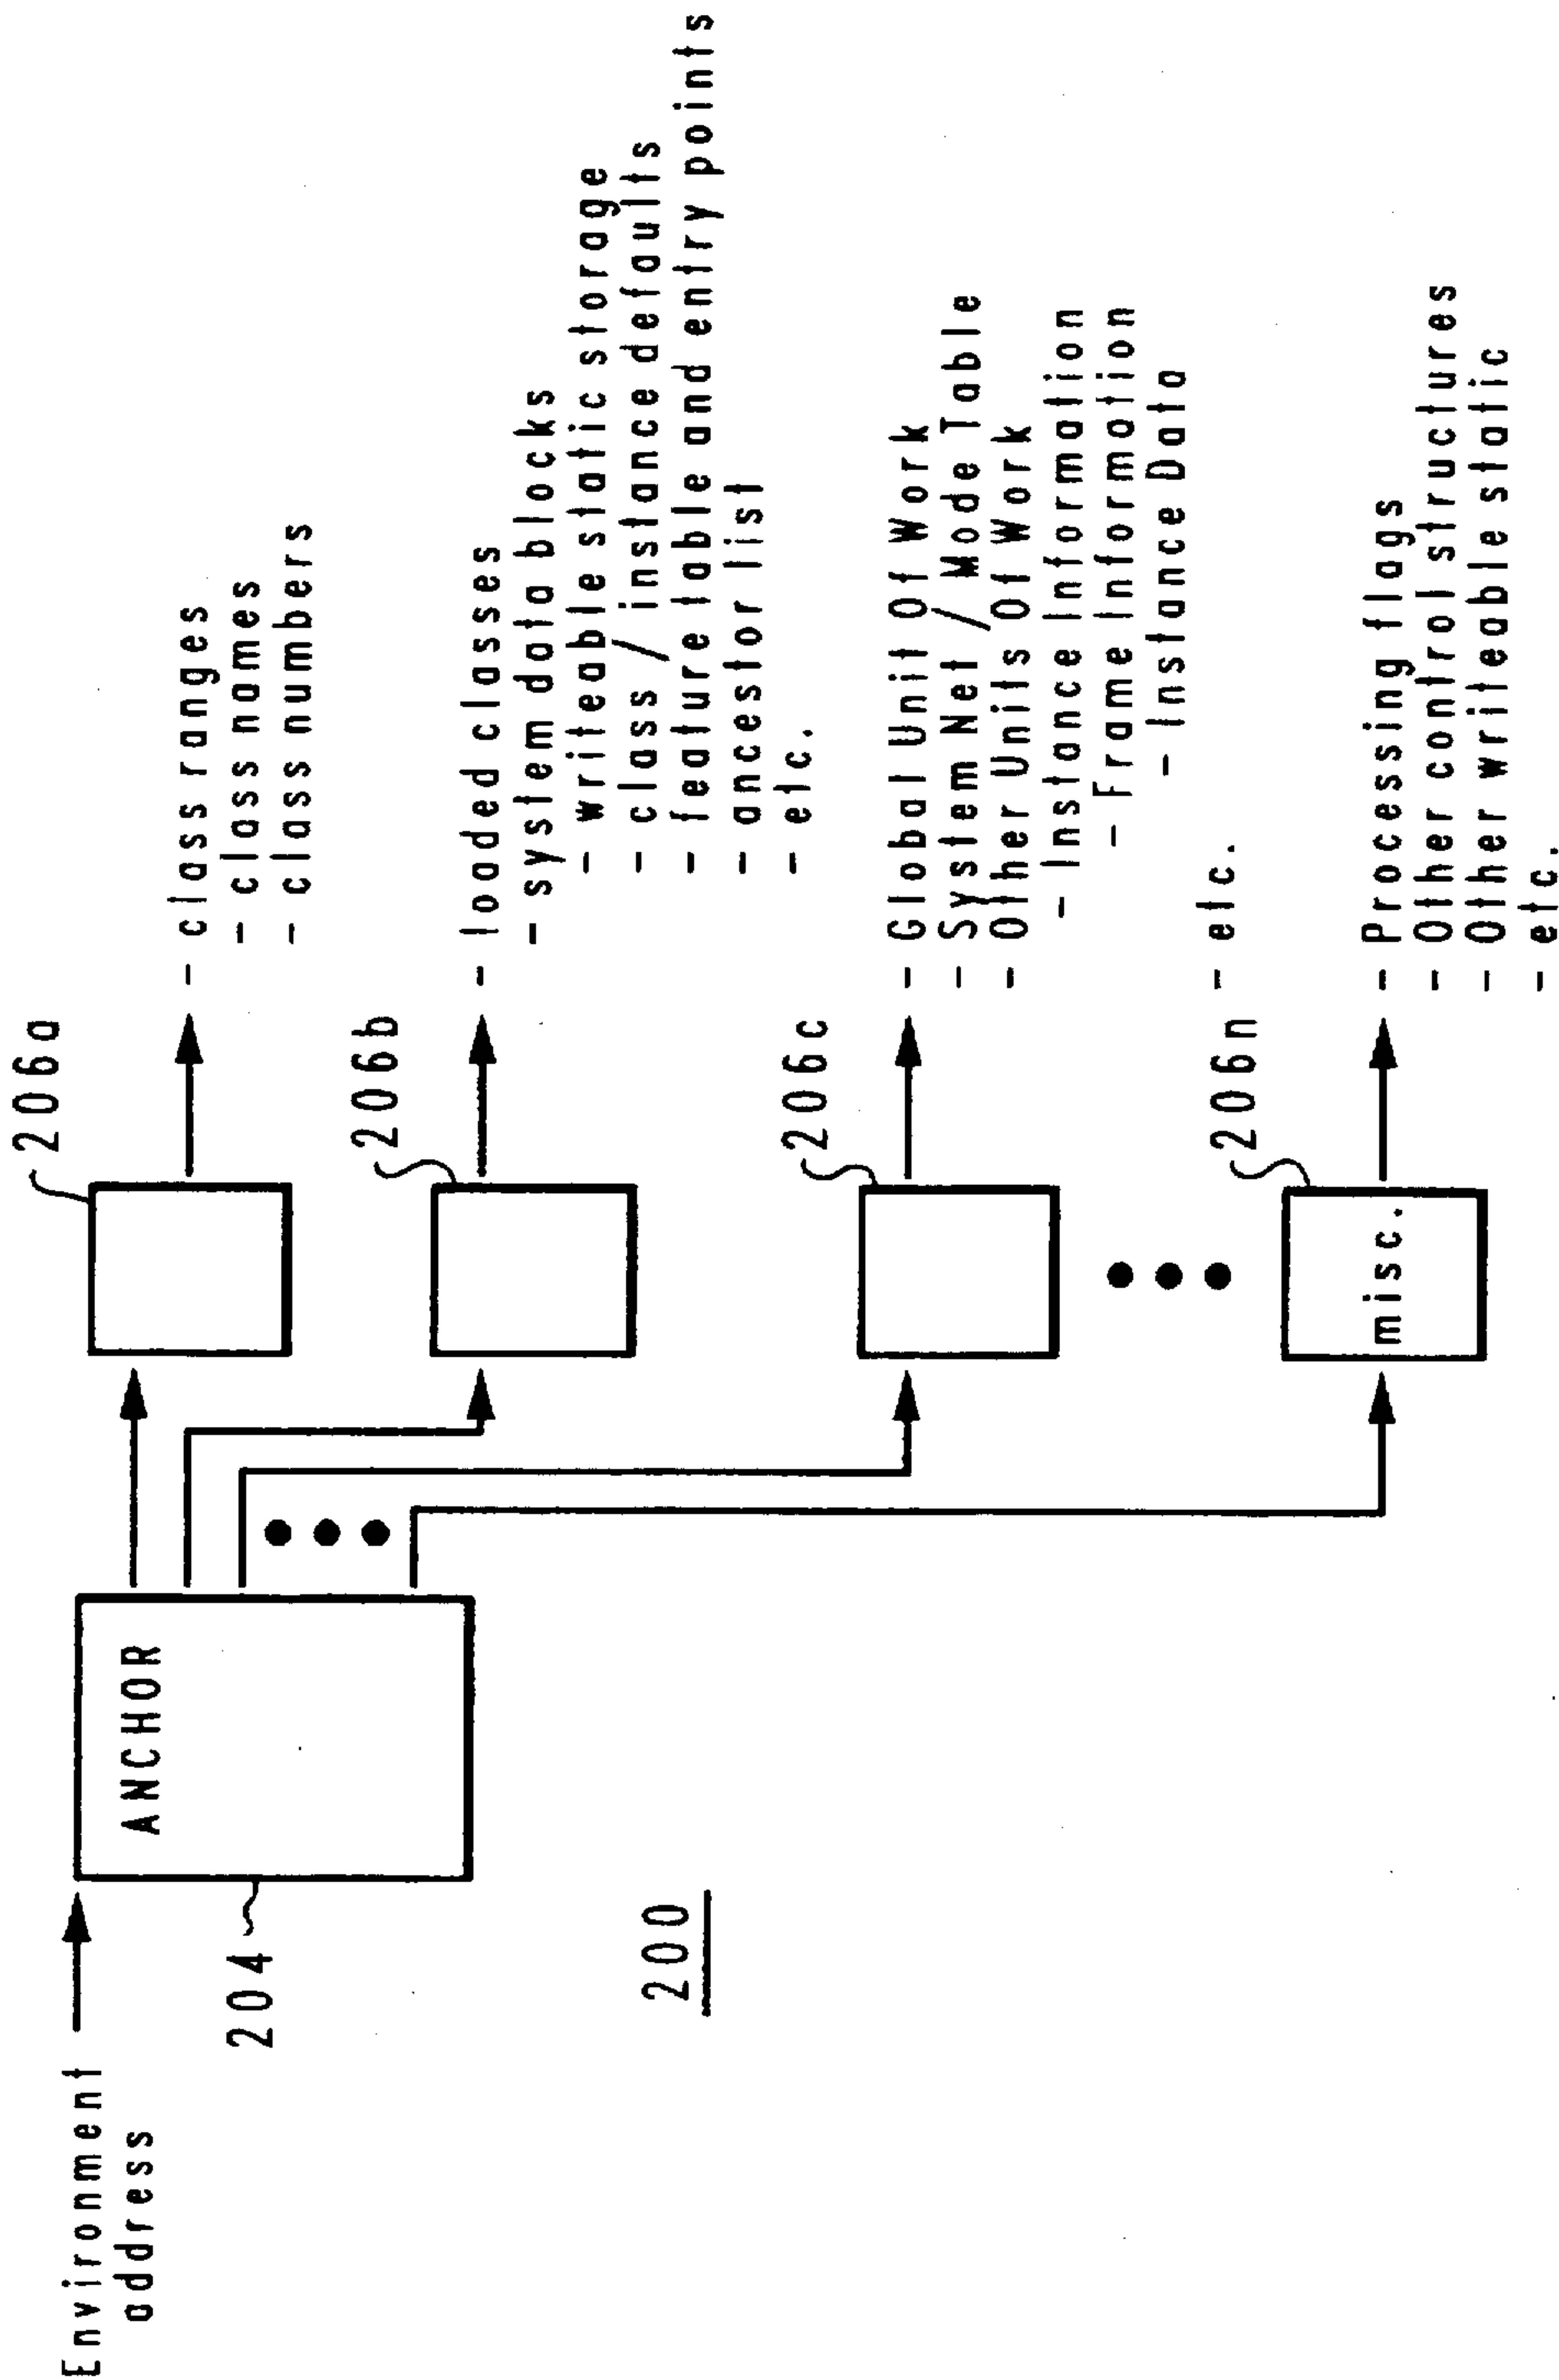 Environment
address
204
ANCHOR
200
206a
- class ranges
- class names
- class numbers
206b
- loaded classes
- system data blocks
- writeable static storage
- class / instance defaults
- feature table and entry points
- ancestor list
- etc.
206c
- Global Unit Of Work
- System Net / Mode Table
- Other Units Of Work
- Instance Information
- Frame Information
- Instance Data
- etc.
206n
misc.
- Processing flags
- Other control structures
- Other writeable static
- etc.